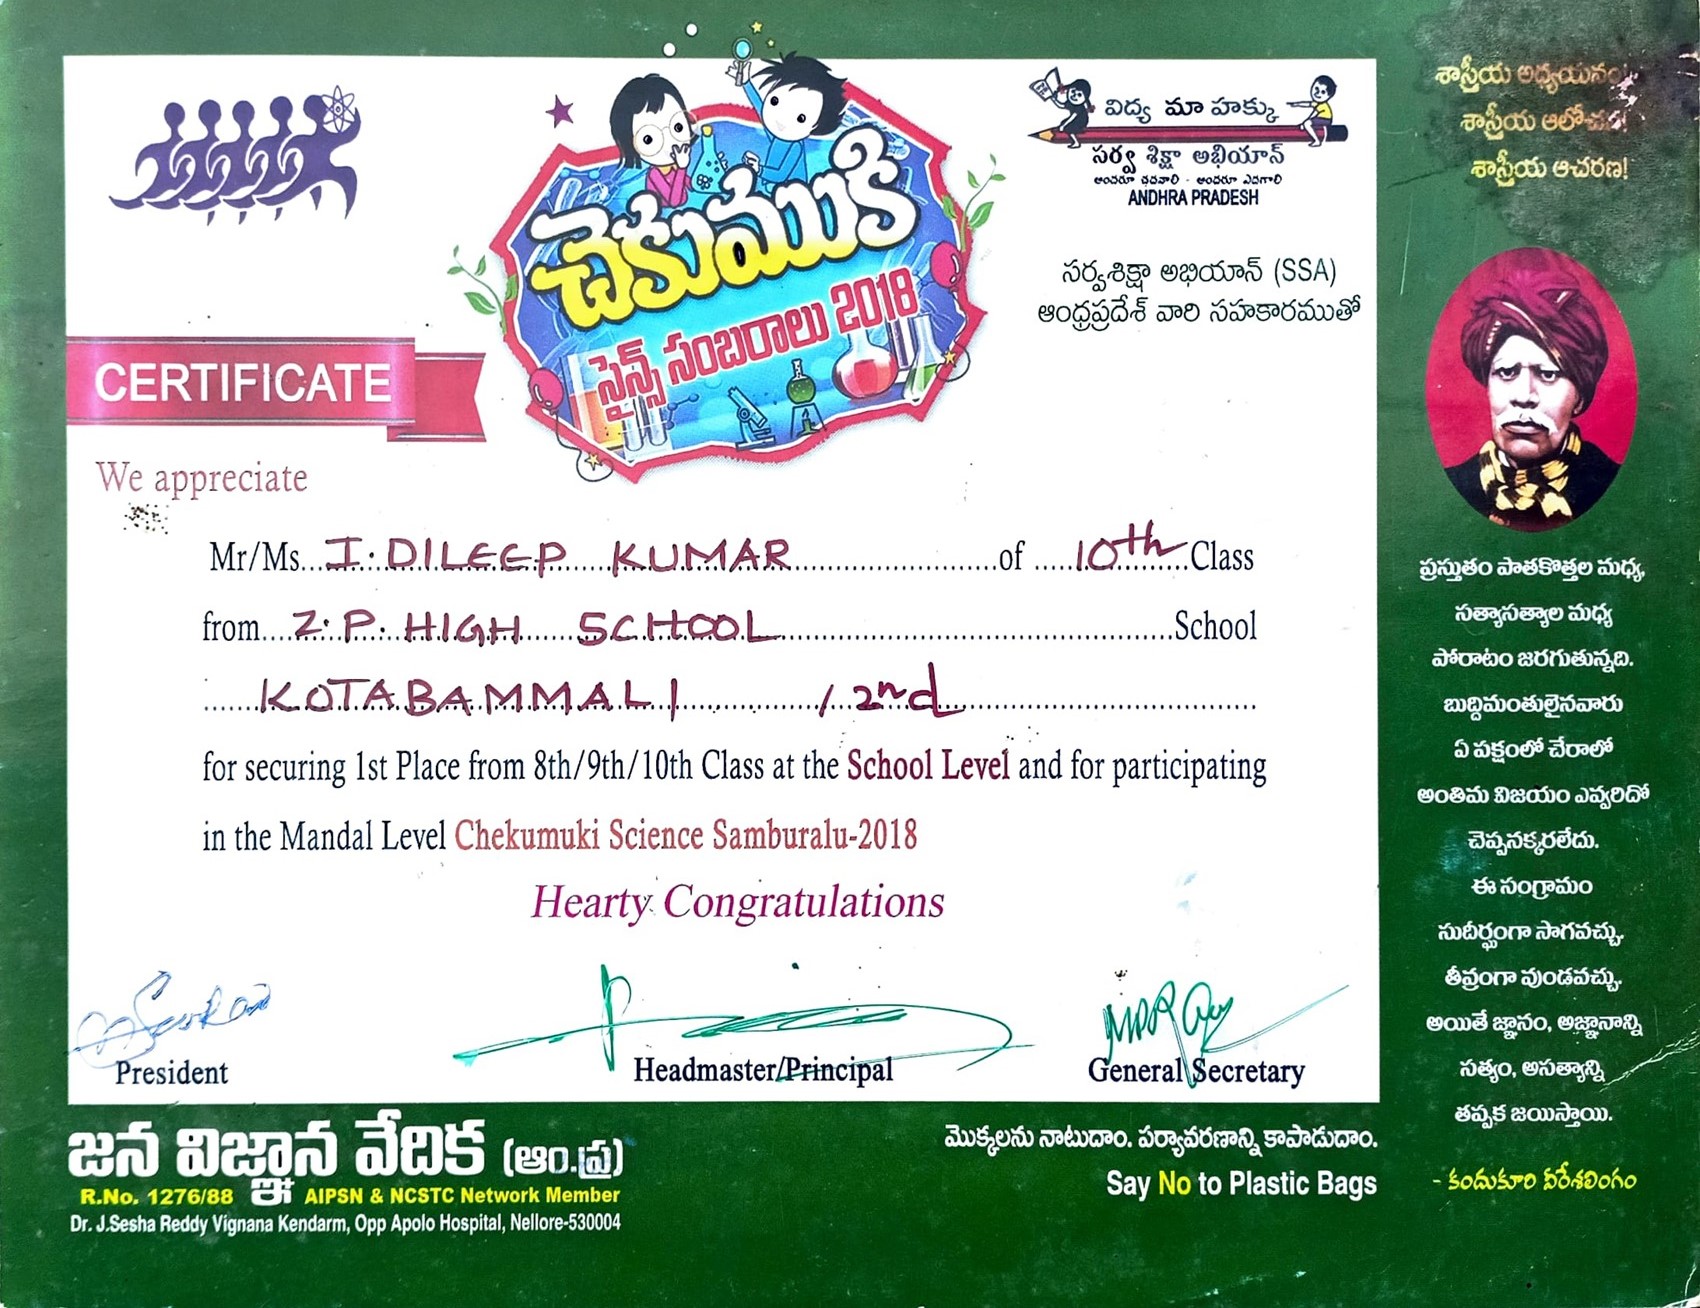 చెకుముకి
సైన్స్ సంబరాలు 2018
విద్య మా హక్కు
సర్వ శిక్షా అభియాన్
అందరూ చదవాలి - అందరూ ఎదగాలి
ANDHRA PRADESH
సర్వశిక్షా అభియాన్ (SSA)
ఆంధ్రప్రదేశ్ వారి సహకారముతో
CERTIFICATE
We appreciate
Mr/Ms...I. DILEEP KUMAR...of ...10th...Class
from...Z.P. HIGH SCHOOL...School
...KOTABAMMALI... / 2nd...
for securing 1st Place from 8th/9th/10th Class at the School Level and for participating
in the Mandal Level Chekumuki Science Samburalu-2018
Hearty Congratulations
President
Headmaster/Principal
General Secretary
జన విజ్ఞాన వేదిక (ఆం.ప్ర)
R.No. 1276/88 AIPSN & NCSTC Network Member
Dr. J.Sesha Reddy Vignana Kendarm, Opp Apolo Hospital, Nellore-530004
మొక్కలను నాటుదాం. పర్యావరణాన్ని కాపాడుదాం.
Say No to Plastic Bags
శాస్త్రీయ అధ్యయనం!
శాస్త్రీయ ఆలోచన!
శాస్త్రీయ ఆచరణ!
ప్రస్తుతం పాతకొత్తల మధ్య,
సత్యాసత్యాల మధ్య
పోరాటం జరగుతున్నది.
బుద్దిమంతులైనవారు
ఏ పక్షంలో చేరాలో
అంతిమ విజయం ఎవ్వరిదో
చెప్పనక్కరలేదు.
ఈ సంగ్రామం
సుదీర్ఘంగా సాగవచ్చు.
తీవ్రంగా వుండవచ్చు.
అయితే జ్ఞానం, అజ్ఞానాన్ని
సత్యం, అసత్యాన్ని
తప్పక జయిస్తాయి.
- కందుకూరి వీరేశలింగం